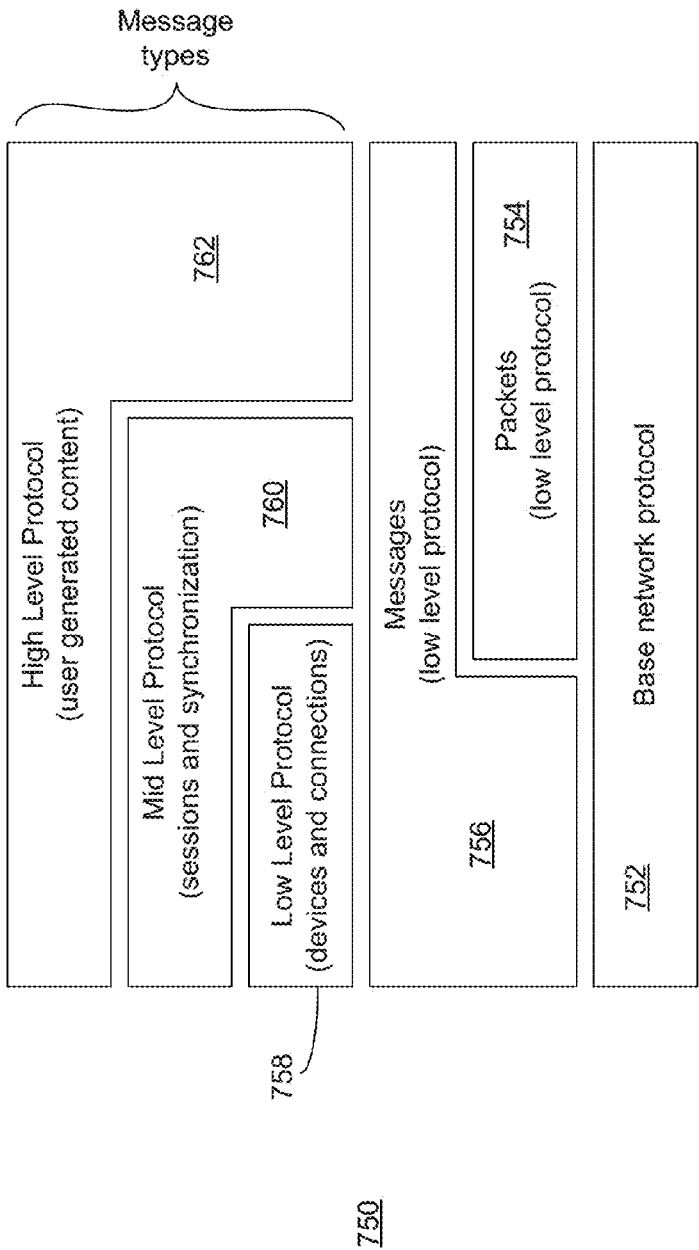 Message
types
High Level Protocol
(user generated content)
762
Mid Level Protocol
(sessions and synchronization)
760
Low Level Protocol
(devices and connections)
758
Messages
(low level protocol)
756
Packets
(low level protocol)
754
Base network protocol
752
750